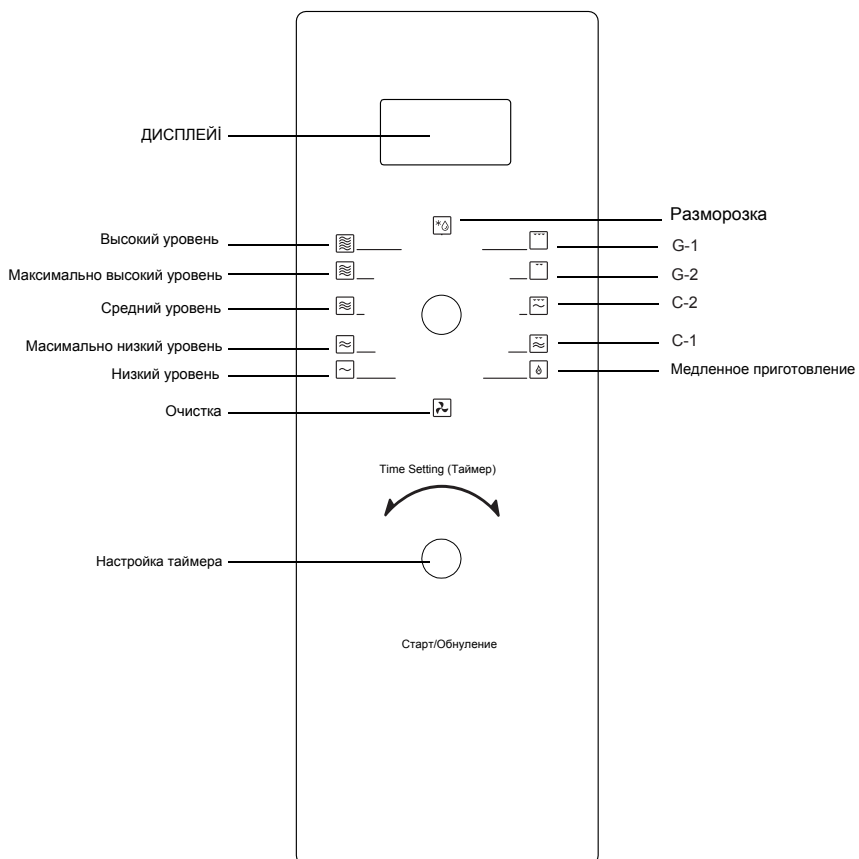 ДИСПЛЕЙİ
Разморозка
Высокий уровень
G-1
Максимально высокий уровень
G-2
Средний уровень
C-2
Масимально низкий уровень
C-1
Низкий уровень
Медленное приготовление
Очистка
Time Setting (Таймер)
Настройка таймера
Старт/Обнуление